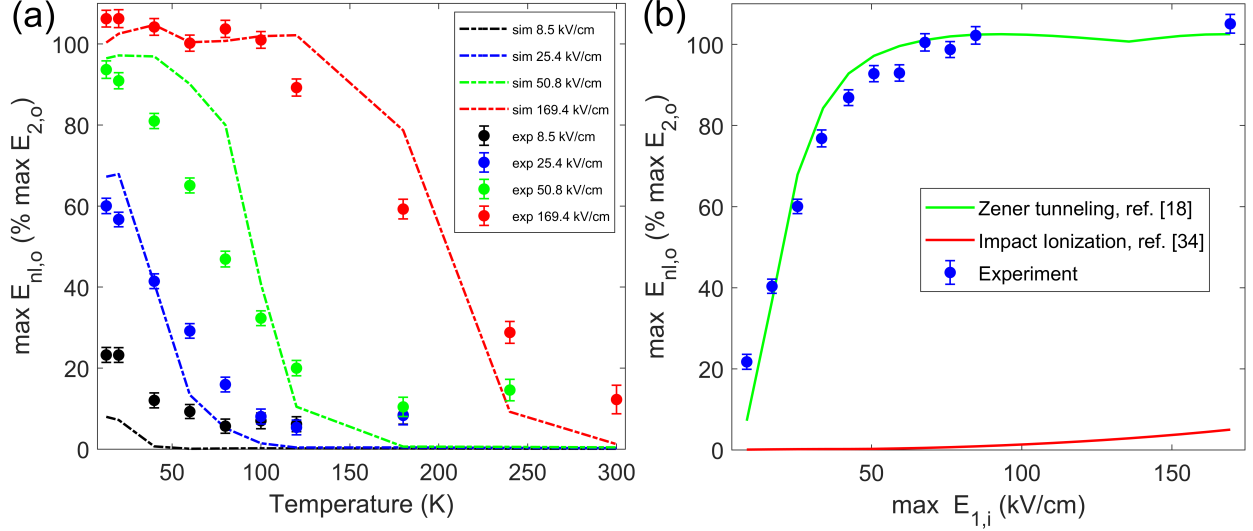 (a)
max E_nl,o (% max E_2,o)
100
80
60
40
20
0
50
100
150
200
250
300
Temperature (K)
sim 8.5 kV/cm
sim 25.4 kV/cm
sim 50.8 kV/cm
sim 169.4 kV/cm
exp 8.5 kV/cm
exp 25.4 kV/cm
exp 50.8 kV/cm
exp 169.4 kV/cm
(b)
max E_nl,o (% max E_2,o)
100
80
60
40
20
0
50
100
150
max E_1,i (kV/cm)
Zener tunneling, ref. [18]
Impact Ionization, ref. [34]
Experiment